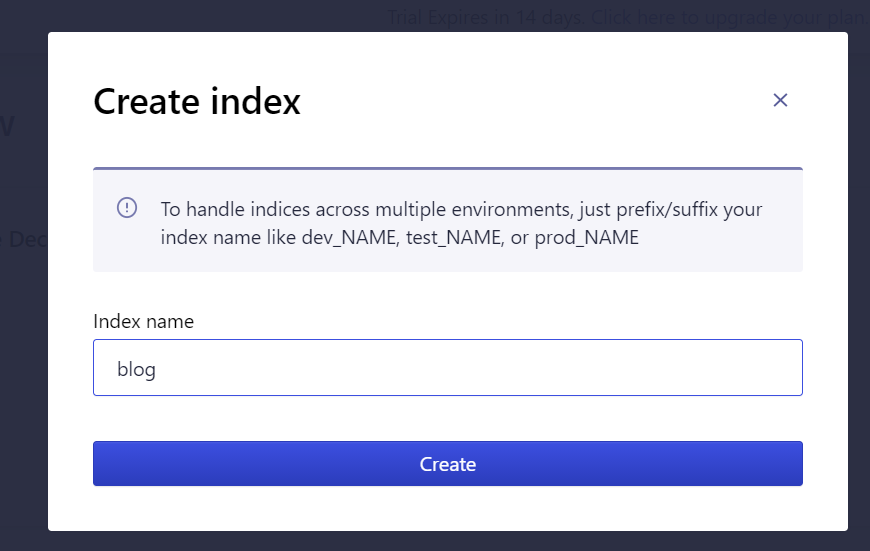 Trial Expires in 14 days. Click here to upgrade your plan.
Create index
To handle indices across multiple environments, just prefix/suffix your
index name like dev_NAME, test_NAME, or prod_NAME
Dec
Index name
blog
Create